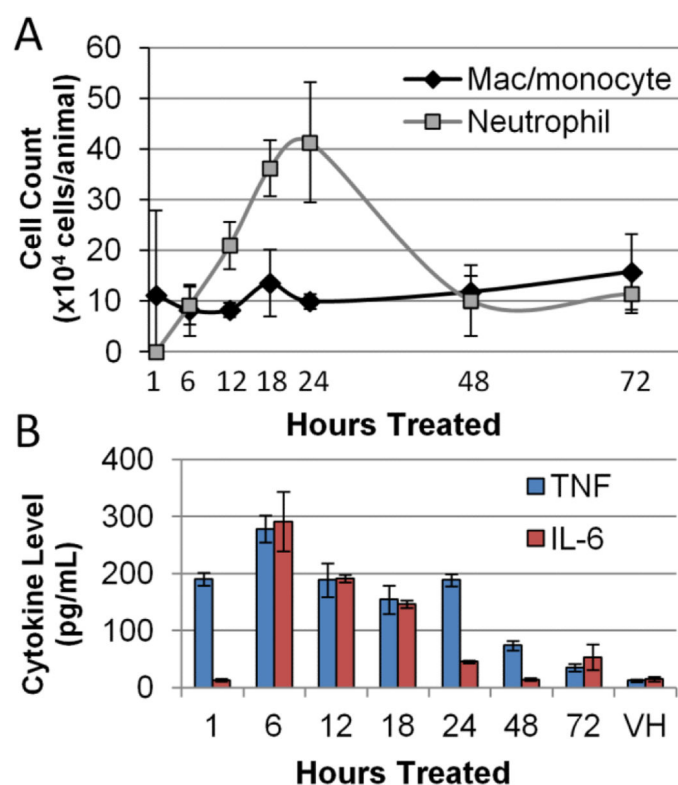 A
60
50
40
30
20
10
0
Cell Count
(x10⁴ cells/animal)
Mac/monocyte
Neutrophil
1 6 12 18 24 48 72
Hours Treated
B
400
300
200
100
0
Cytokine Level
(pg/mL)
TNF
IL-6
1 6 12 18 24 48 72 VH
Hours Treated